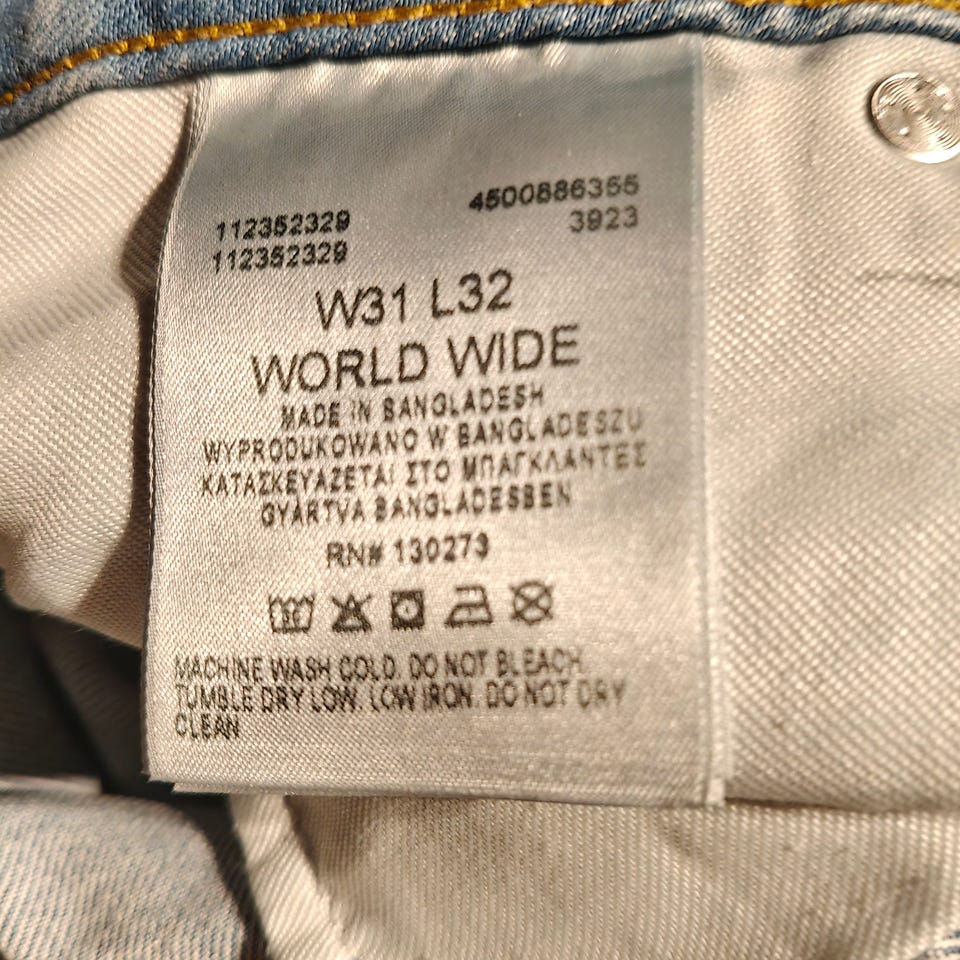 112352329
112352329
4500886355
3923
W31 L32
WORLD WIDE
MADE IN BANGLADESH
WYPRODUKOWANO W BANGLADESZU
ΚΑΤΑΣΚΕΥΑΖΕΤΑΙ ΣΤΟ ΜΠΑΓΚΛΑΝΤΕΣ
GYÁRTVA BANGLADESBEN
RN# 130273
MACHINE WASH COLD. DO NOT BLEACH.
TUMBLE DRY LOW. LOW IRON. DO NOT DRY
CLEAN